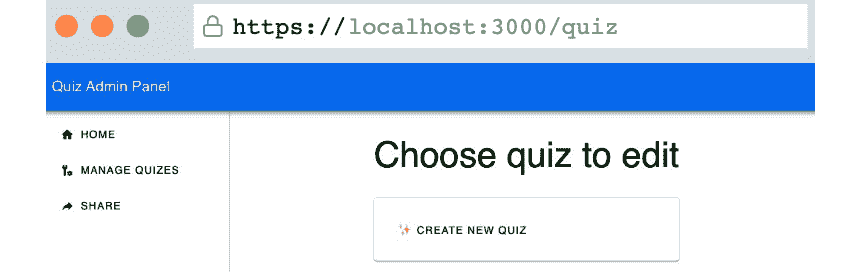 https://localhost:3000/quiz
Quiz Admin Panel
HOME
MANAGE QUIZES
SHARE
Choose quiz to edit
CREATE NEW QUIZ